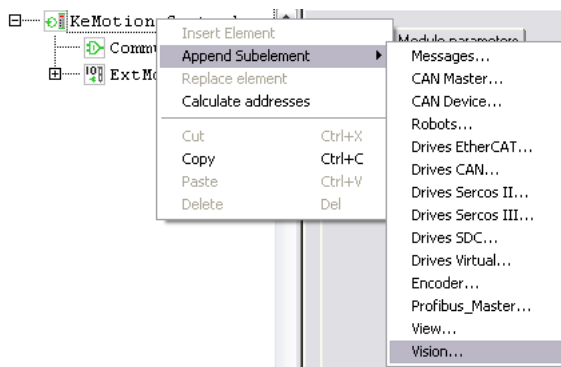 KeMotion
Commu
ExtMo
Insert Element
Append Subelement
Replace element
Calculate addresses
Cut Ctrl+X
Copy Ctrl+C
Paste Ctrl+V
Delete Del
Module parameters
Messages...
CAN Master...
CAN Device...
Robots...
Drives EtherCAT...
Drives CAN...
Drives Sercos II...
Drives Sercos III...
Drives SDC...
Drives Virtual...
Encoder...
Profibus_Master...
View...
Vision...